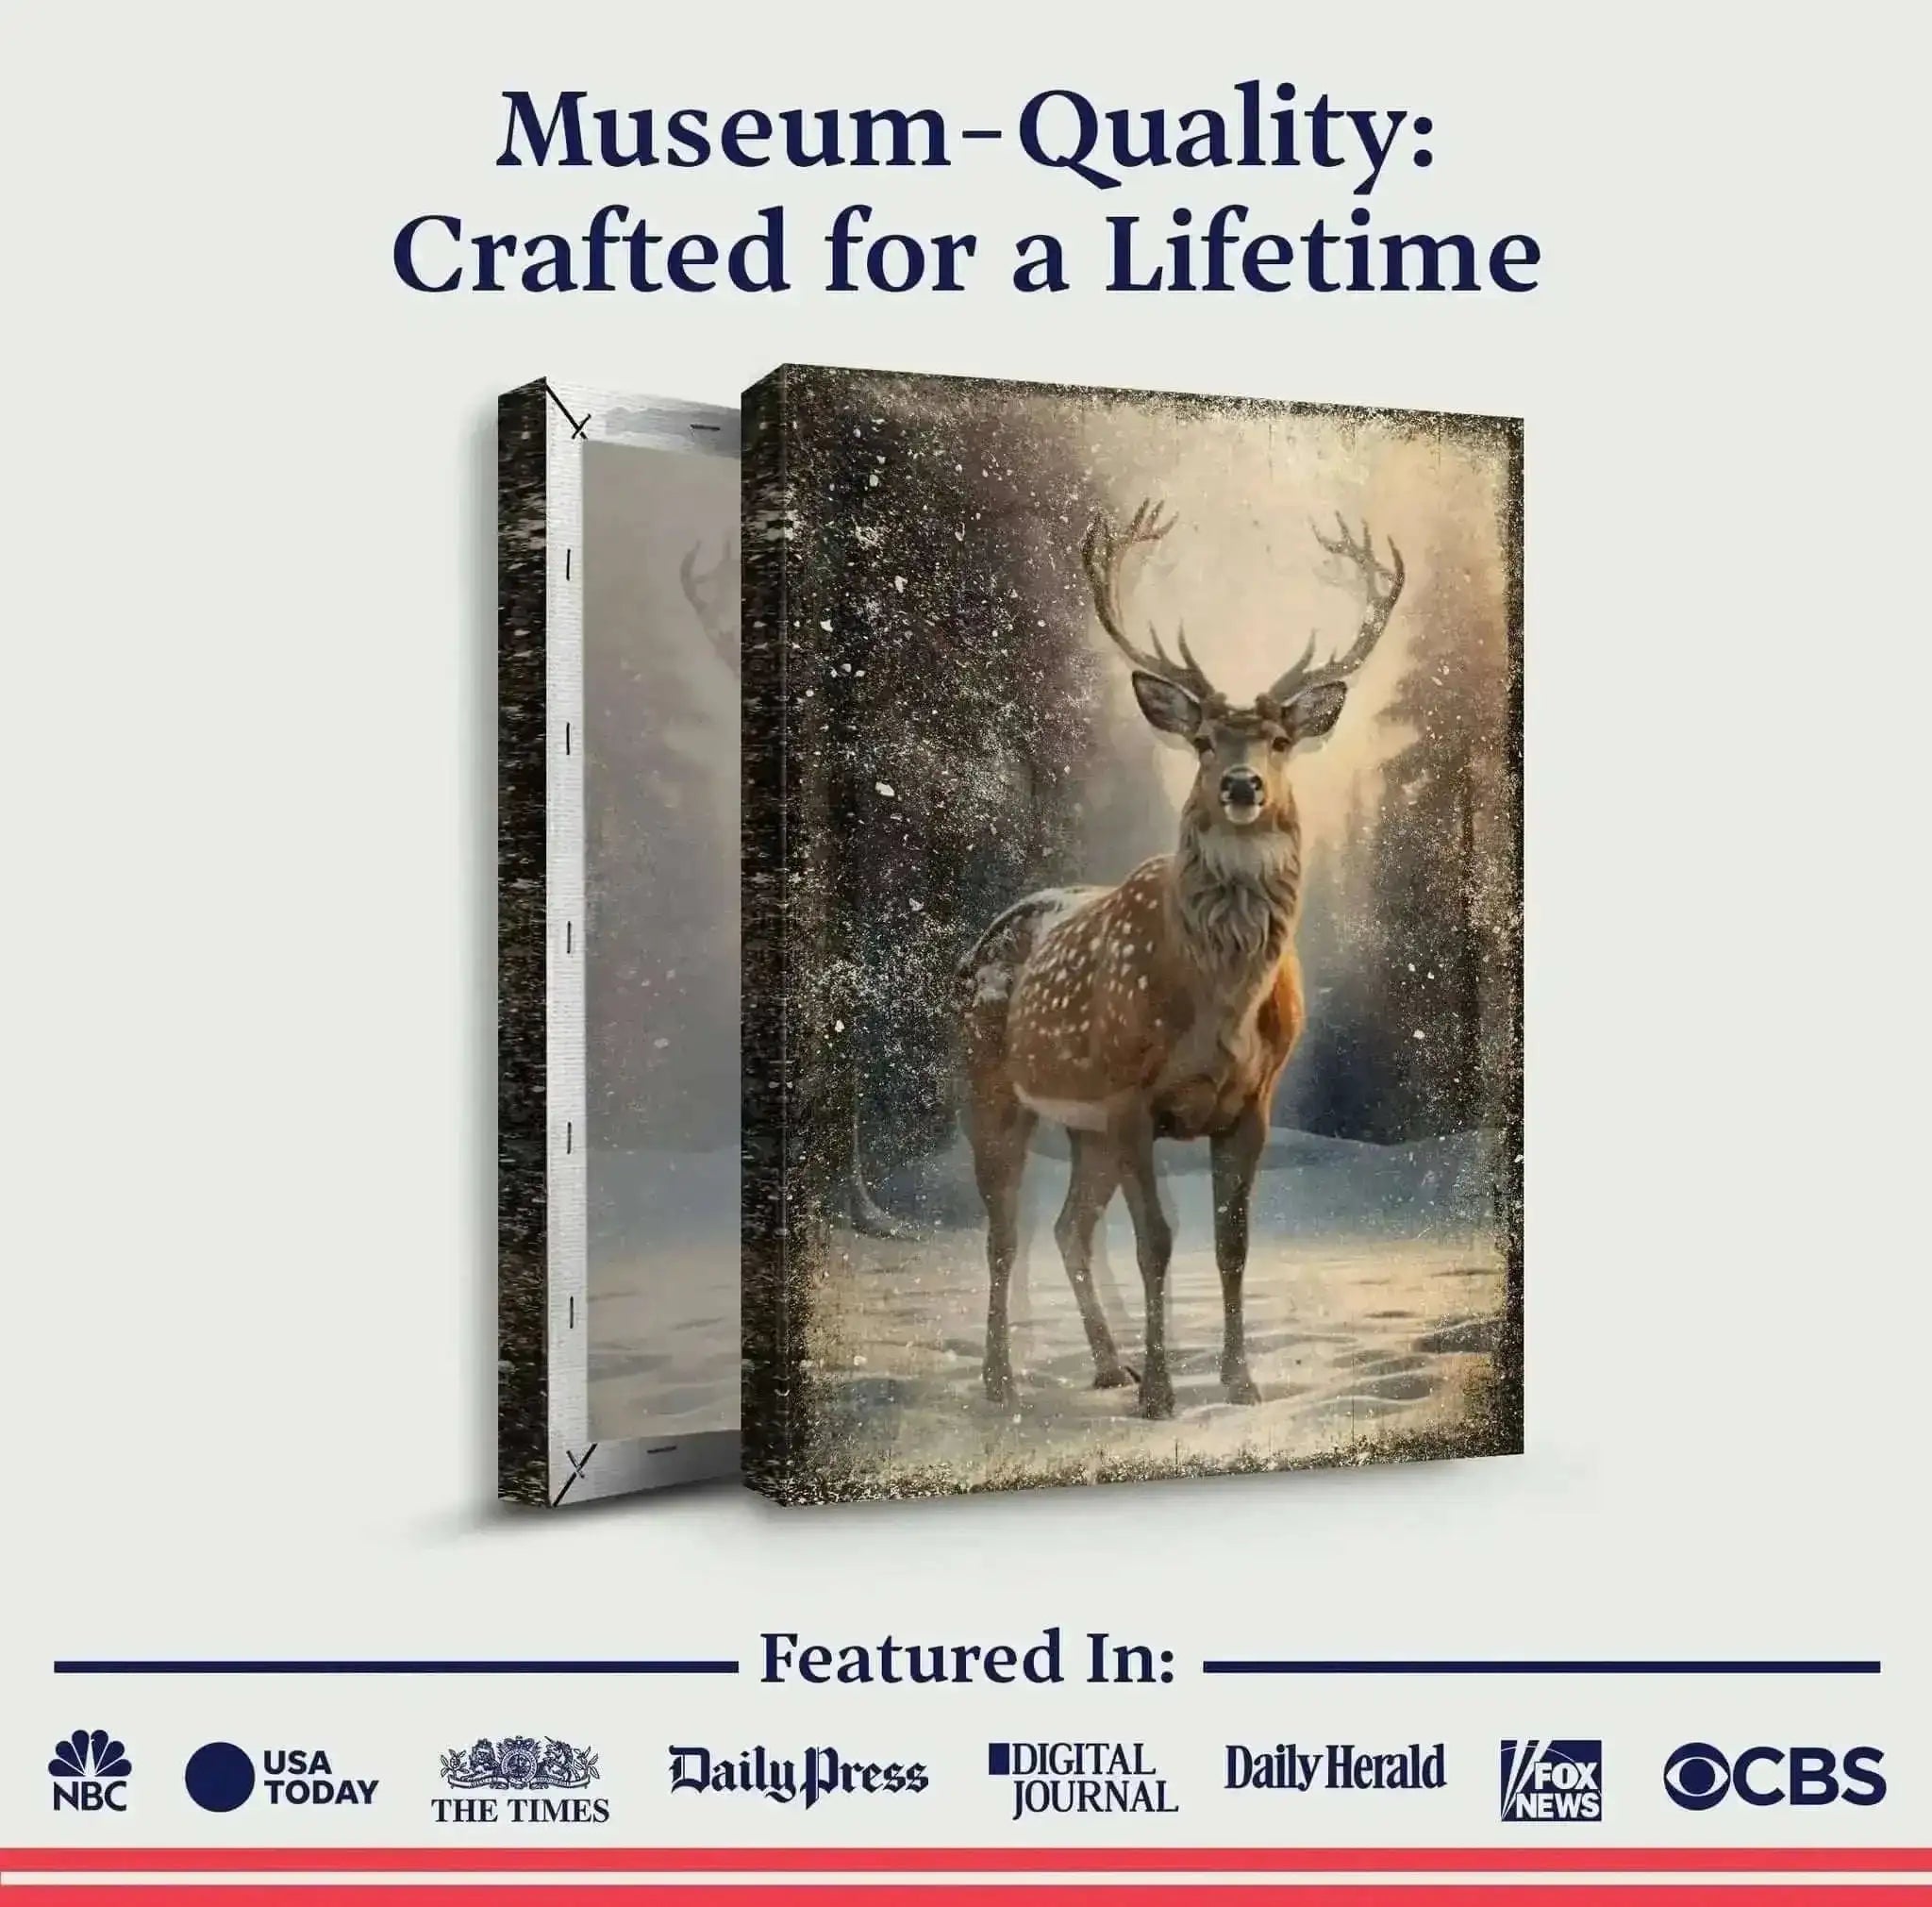 Museum-Quality:
Crafted for a Lifetime
Featured In:
NBC
USA
TODAY
THE TIMES
Daily Press
DIGITAL
JOURNAL
Daily Herald
FOX
NEWS
CBS